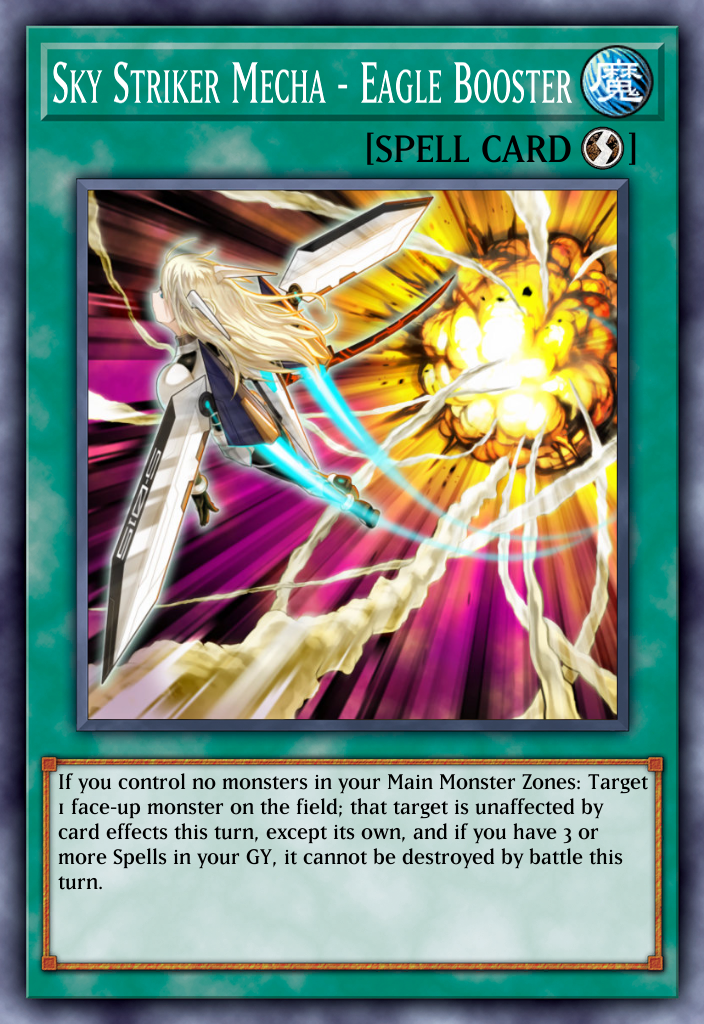 Sky Striker Mecha - Eagle Booster 魔
[SPELL CARD]
If you control no monsters in your Main Monster Zones: Target
1 face-up monster on the field; that target is unaffected by
card effects this turn, except its own, and if you have 3 or
more Spells in your GY, it cannot be destroyed by battle this
turn.